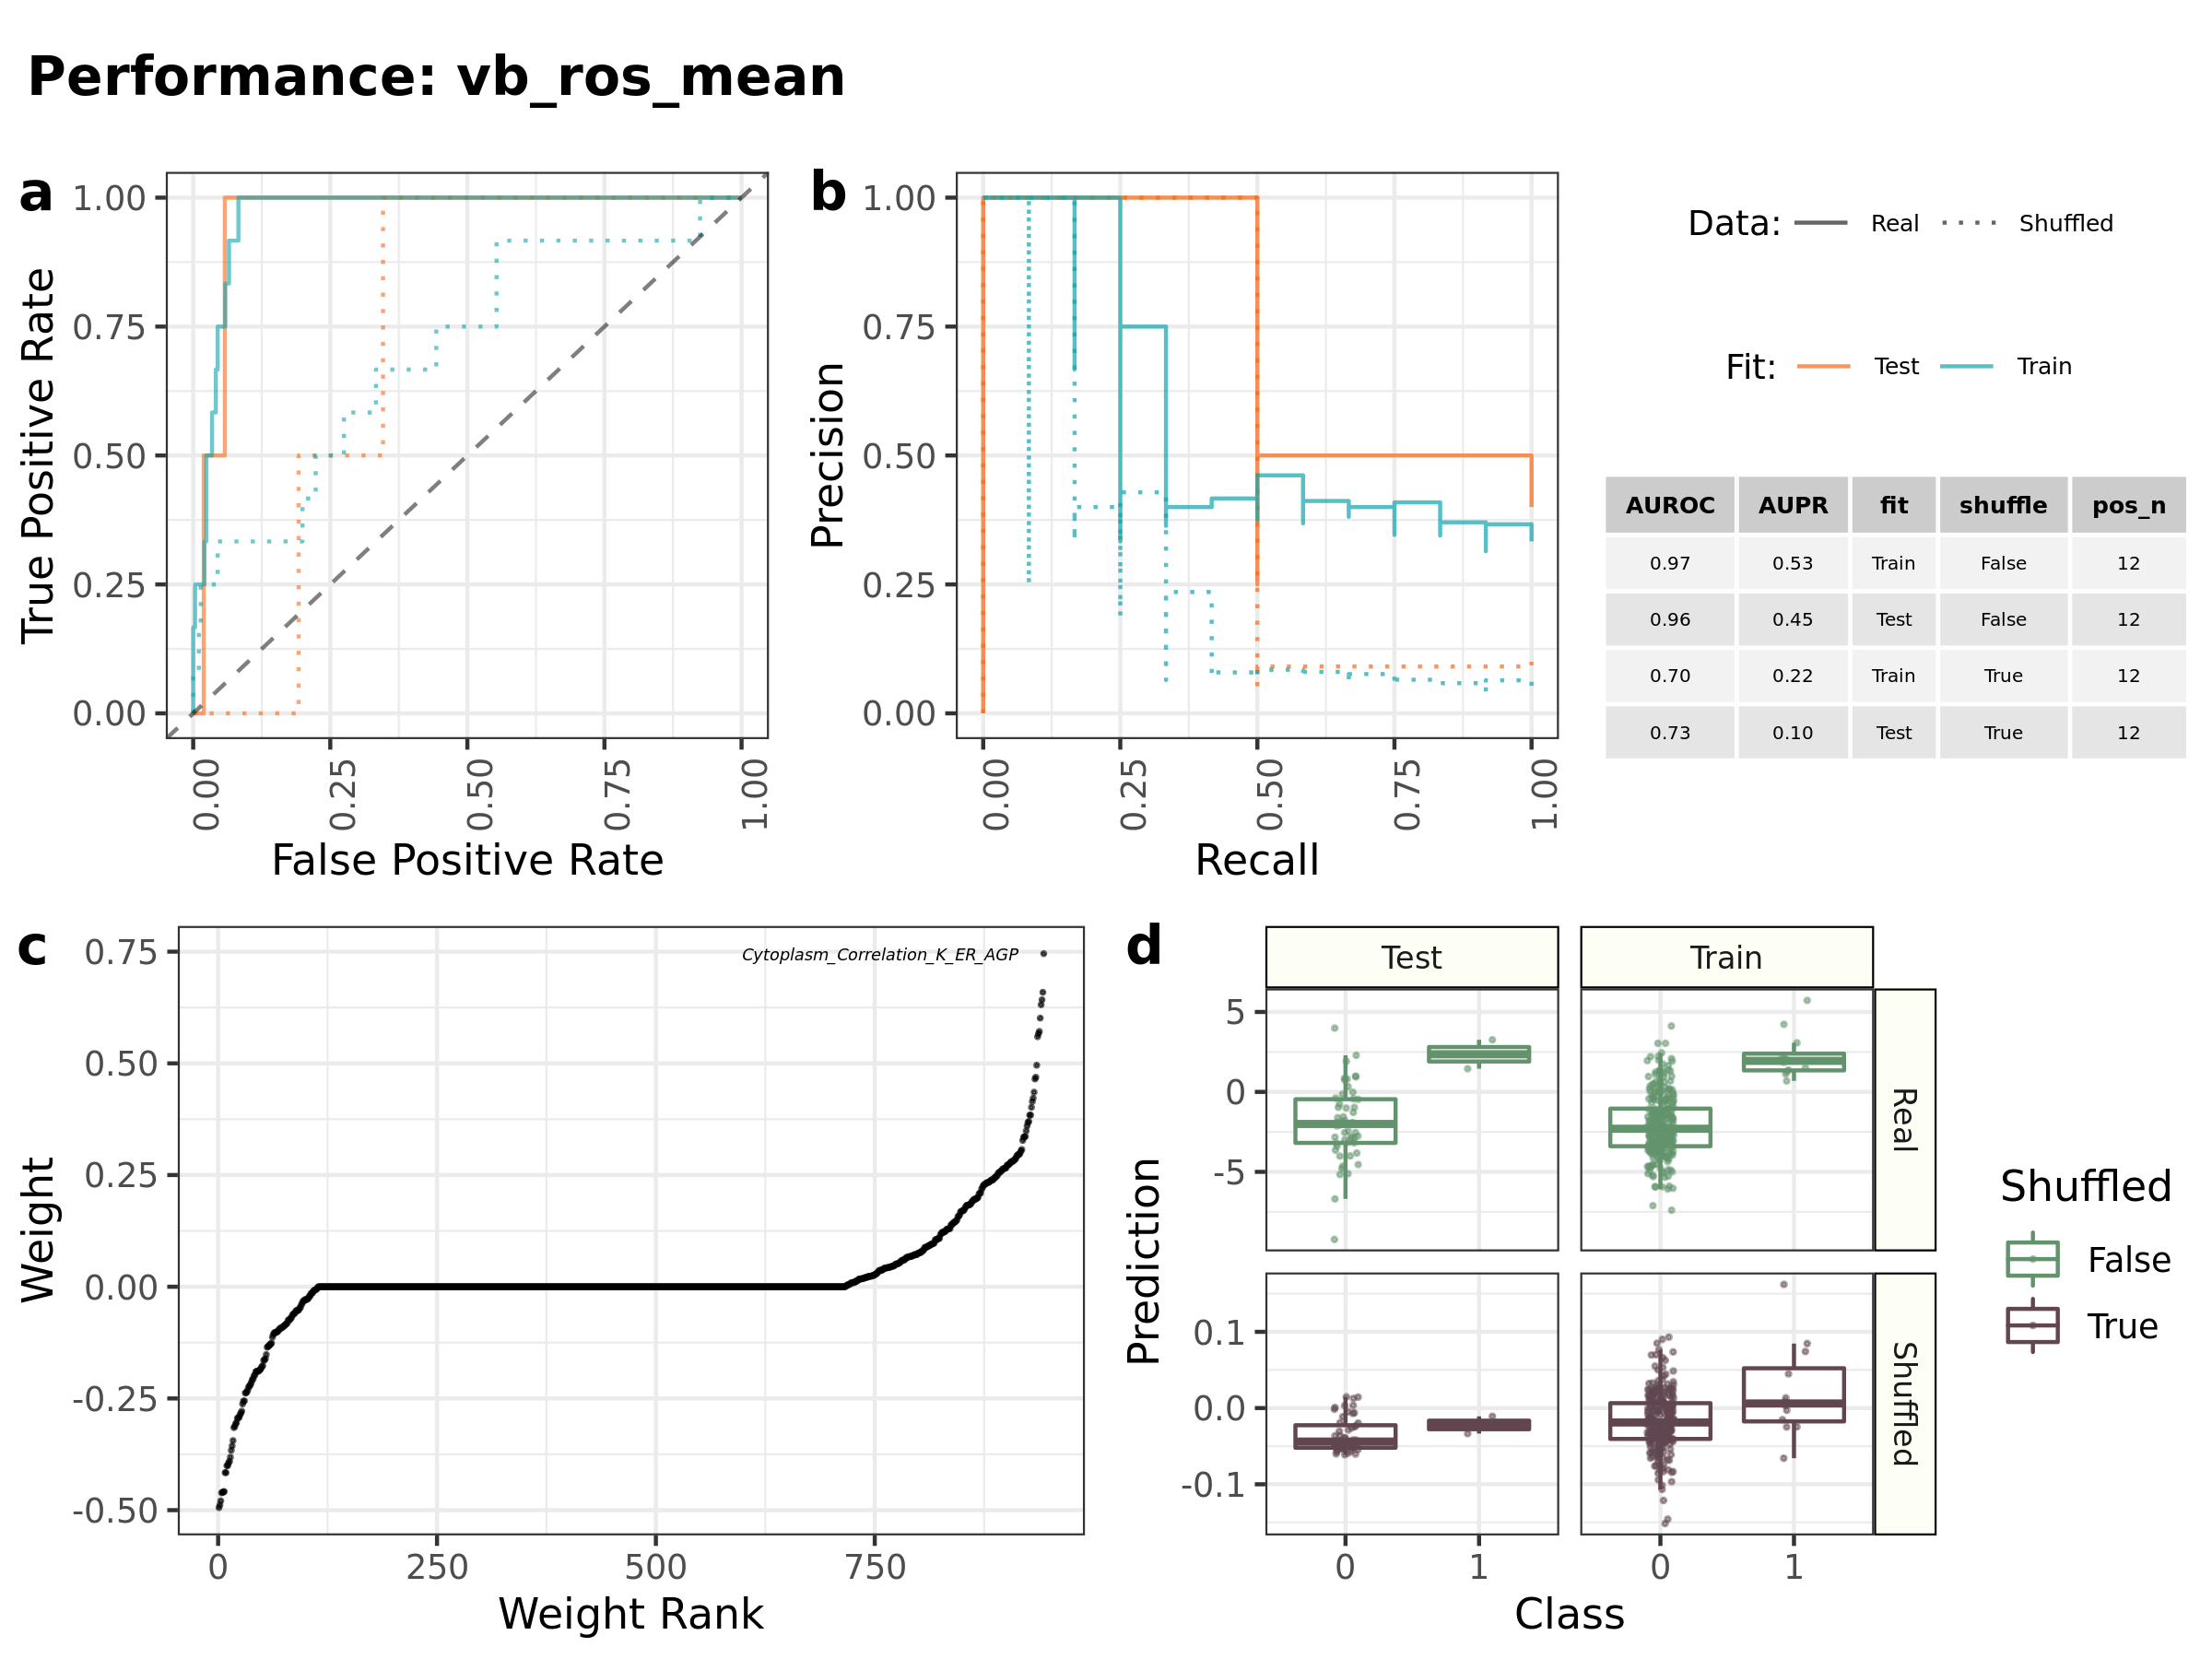 Performance: vb_ros_mean
a
1.00
0.75
0.50
0.25
0.00
True Positive Rate
0.00
0.25
0.50
0.75
1.00
False Positive Rate
b
1.00
0.75
0.50
0.25
0.00
Precision
0.00
0.25
0.50
0.75
1.00
Recall
Data: Real Shuffled
Fit: Test Train
AUROC AUPR fit shuffle pos_n
0.97 0.53 Train False 12
0.96 0.45 Test False 12
0.70 0.22 Train True 12
0.73 0.10 Test True 12
c
0.75
0.50
0.25
0.00
-0.25
-0.50
Weight
Cytoplasm_Correlation_K_ER_AGP
0 250 500 750
Weight Rank
d
Test Train
5
0
-5
Real
0.1
0.0
-0.1
Shuffled
Prediction
0 1 0 1
Class
Shuffled
False
True